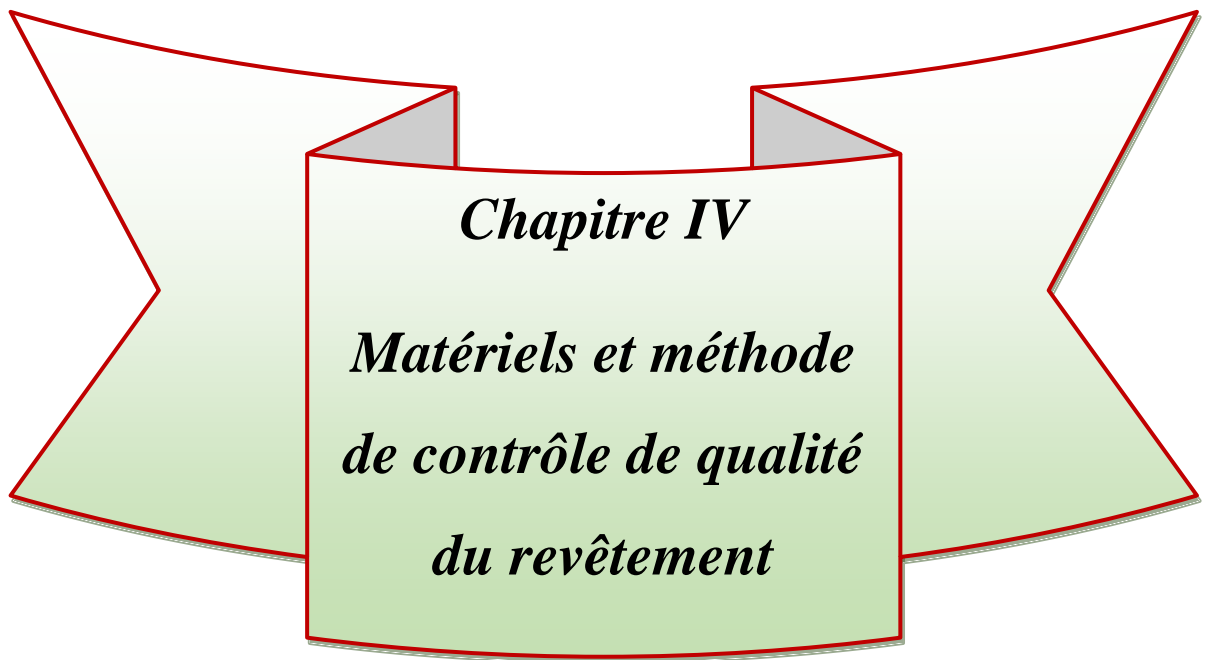 Chapitre IV
Matériels et méthode
de contrôle de qualité
du revêtement